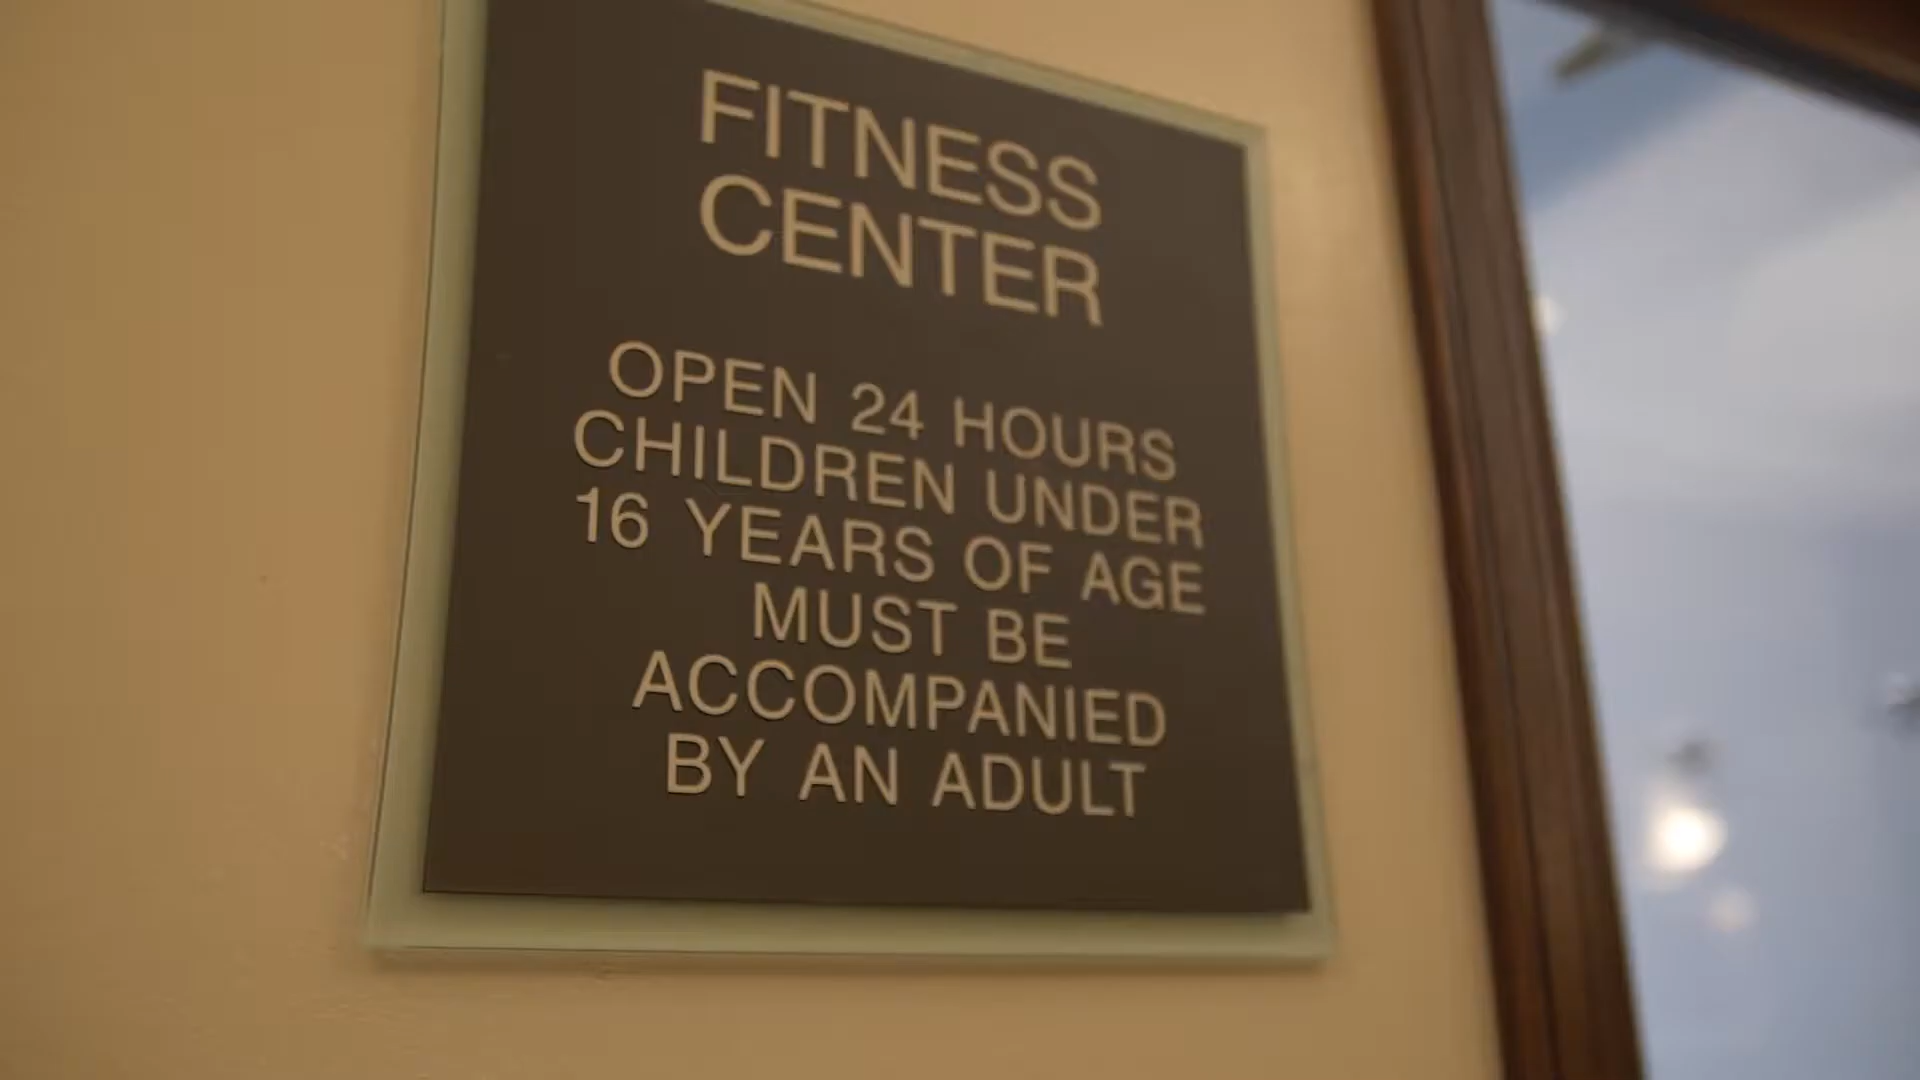 FITNESS
CENTER
OPEN 24 HOURS
CHILDREN UNDER
16 YEARS OF AGE
MUST BE
ACCOMPANIED
BY AN ADULT